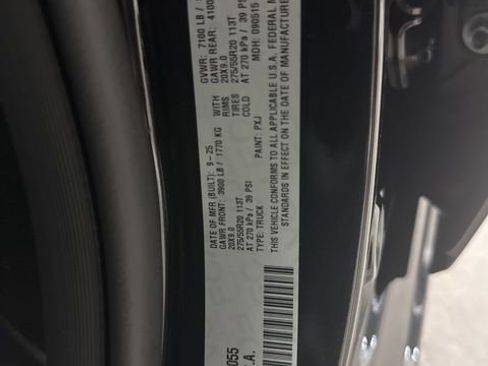 GVWR: 7100 LB /
GAWR REAR: 4100
20X9.0 WITH RIMS
275/55R20 113T TIRES
AT 270 kPa / 39 PSI COLD
MDH: 090515
DATE OF MFR (BUILT): 9-25
GAWR FRONT: 3900 LB / 1770 KG
20X9.0
275/55R20 113T
AT 270 kPa / 39 PSI
TYPE: TRUCK PAINT: PXJ
THIS VEHICLE CONFORMS TO ALL APPLICABLE U.S.A. FEDERAL M
STANDARDS IN EFFECT ON THE DATE OF MANUFACTUR
055
.A.